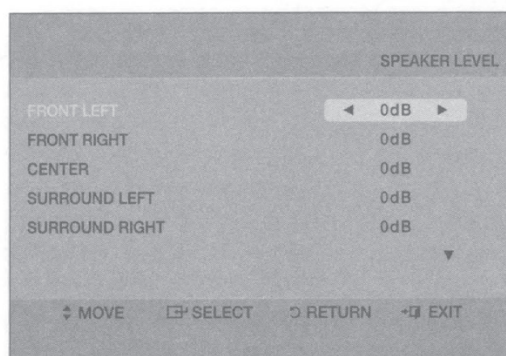 SPEAKER LEVEL
FRONT LEFT ◄ 0dB ►
FRONT RIGHT 0dB
CENTER 0dB
SURROUND LEFT 0dB
SURROUND RIGHT 0dB
▼
MOVE SELECT RETURN EXIT